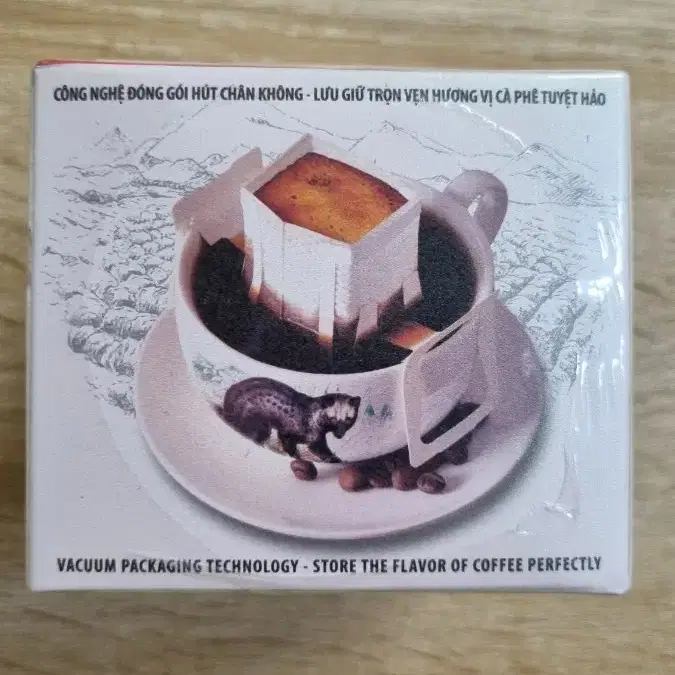 CÔNG NGHỆ ĐÓNG GÓI HÚT CHÂN KHÔNG - LƯU GIỮ TRỌN VẸN HƯƠNG VỊ CÀ PHÊ TUYỆT HẢO
VACUUM PACKAGING TECHNOLOGY - STORE THE FLAVOR OF COFFEE PERFECTLY